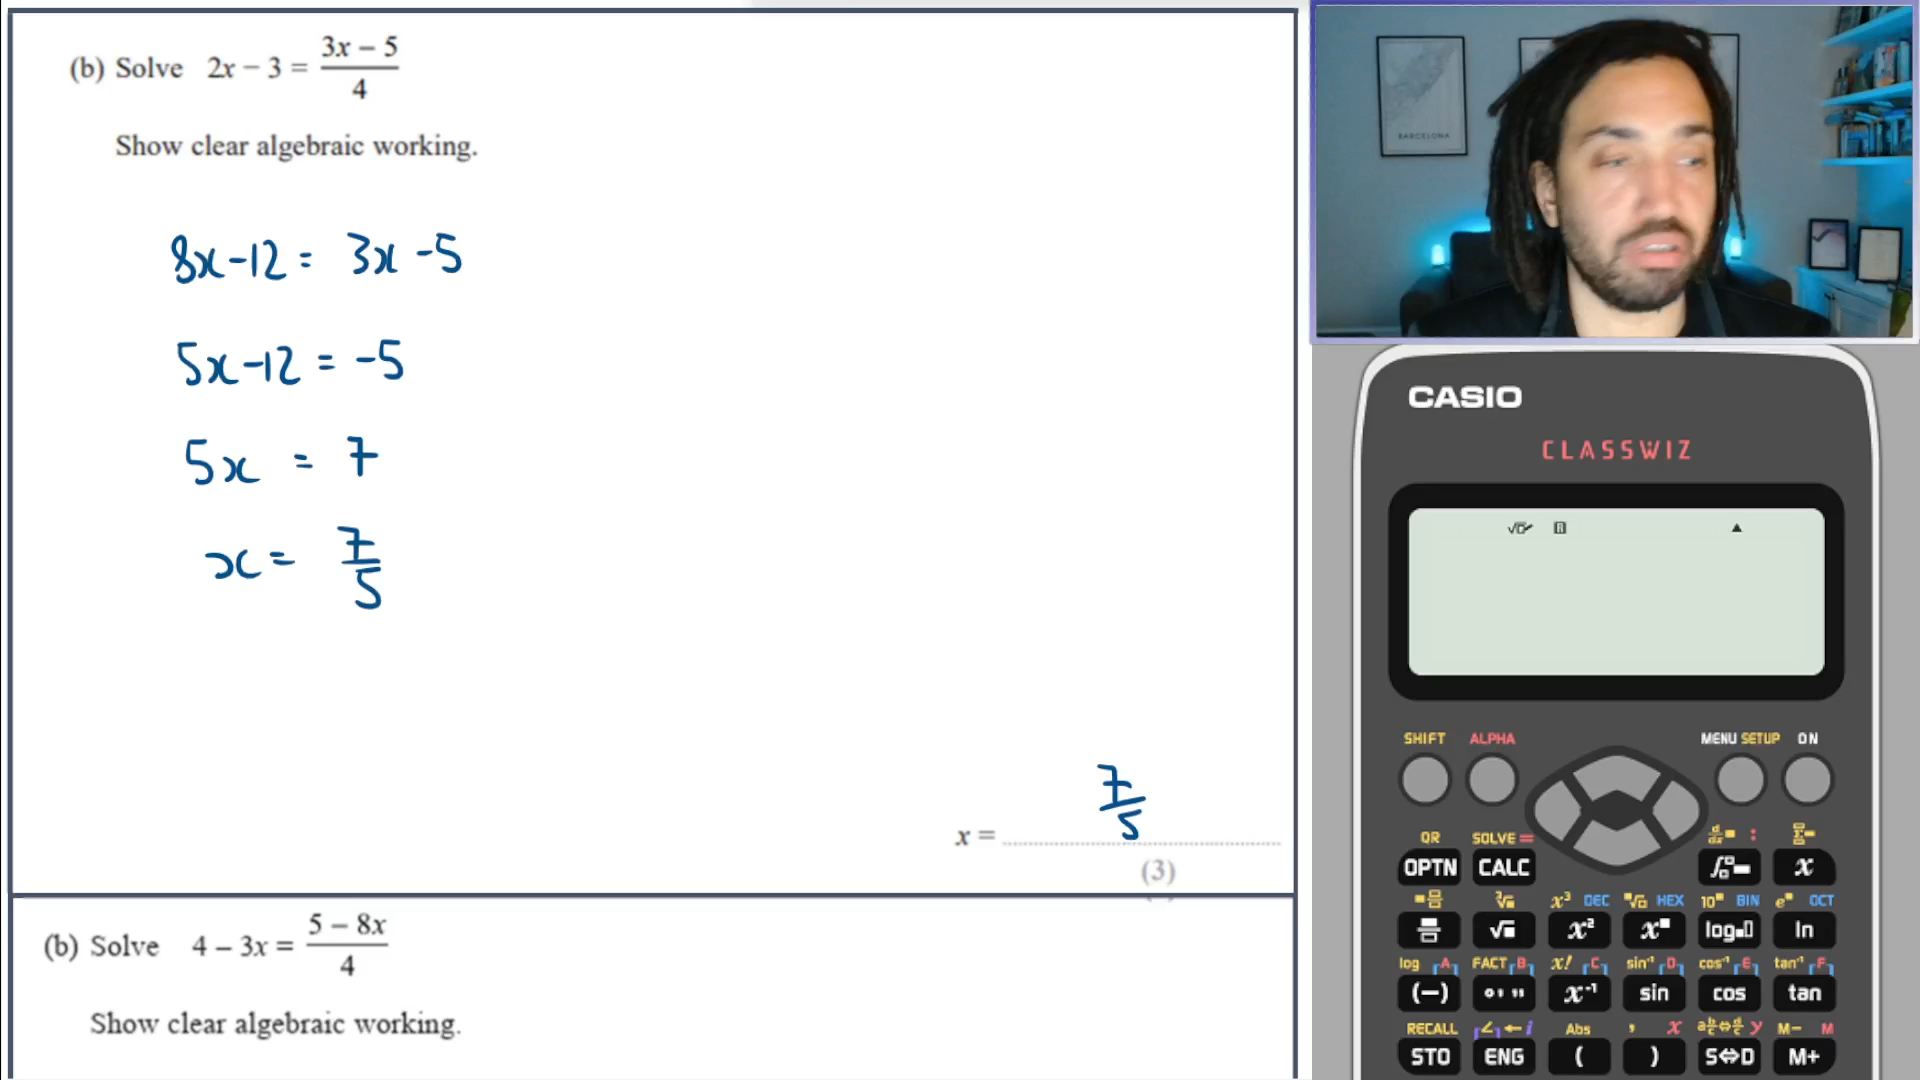 (b) Solve 2x − 3 = (3x − 5)/4
Show clear algebraic working.
8x-12 = 3x -5
5x-12 = -5
5x = 7
x = 7/5
7/5
x =
(3)
(b) Solve 4 − 3x = (5 − 8x)/4
Show clear algebraic working.
BARCELONA
CASIO
CLASSWIZ
SHIFT ALPHA MENU SETUP ON
QR SOLVE = :
OPTN CALC x
x³ DEC HEX 10 BIN e OCT
x² log ln
log A FACT B x! C sin⁻¹ D cos⁻¹ E tan⁻¹ F
(−) x⁻¹ sin cos tan
RECALL ∠ i Abs , x y M− M
STO ENG ( ) S⇔D M+